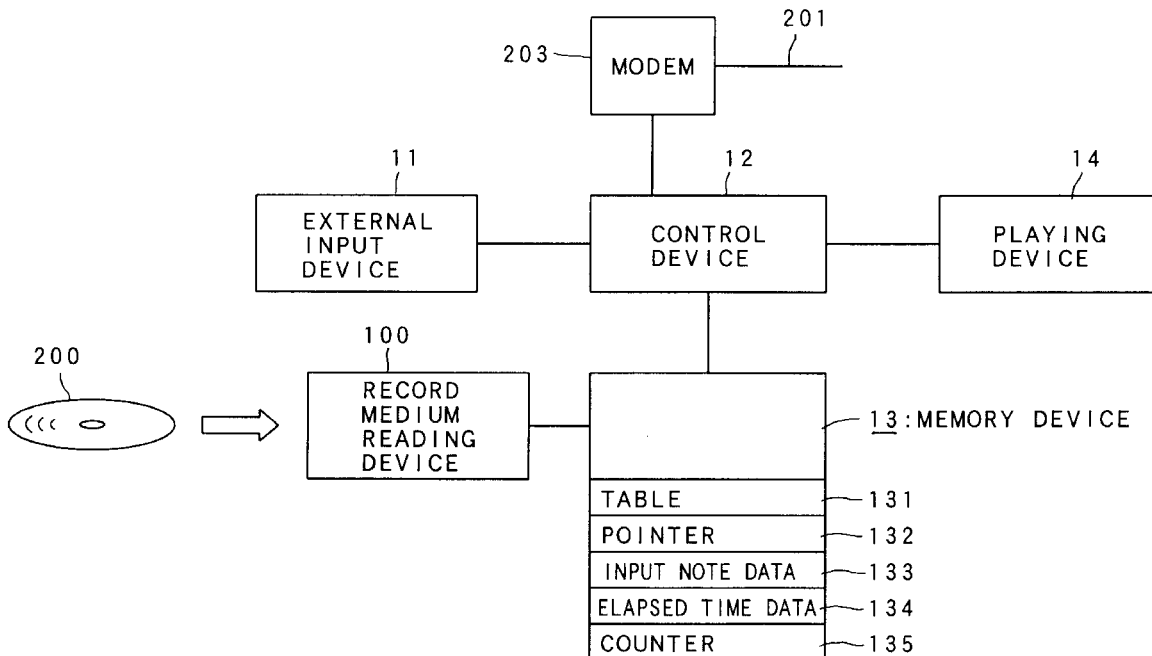 201
203
MODEM
11
12
14
EXTERNAL
INPUT
DEVICE
CONTROL
DEVICE
PLAYING
DEVICE
200
100
RECORD
MEDIUM
READING
DEVICE
13:MEMORY DEVICE
TABLE
131
POINTER
132
INPUT NOTE DATA
133
ELAPSED TIME DATA
134
COUNTER
135